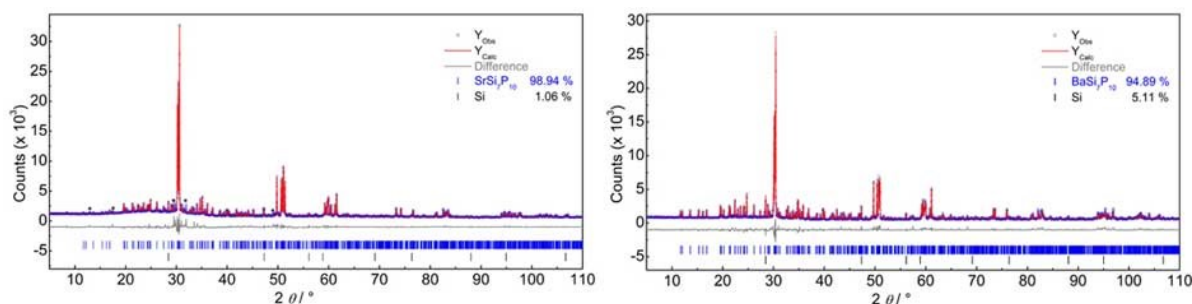 30
25
20
15
10
5
0
-5
Counts (x 10³)
Y_Obs
Y_Calc
Difference
SrSi₇P₁₀ 98.94 %
Si 1.06 %
10 20 30 40 50 60 70 80 90 100 110
2 θ / °
30
25
20
15
10
5
0
-5
Counts (x 10³)
Y_Obs
Y_Calc
Difference
BaSi₇P₁₀ 94.89 %
Si 5.11 %
10 20 30 40 50 60 70 80 90 100 110
2 θ / °